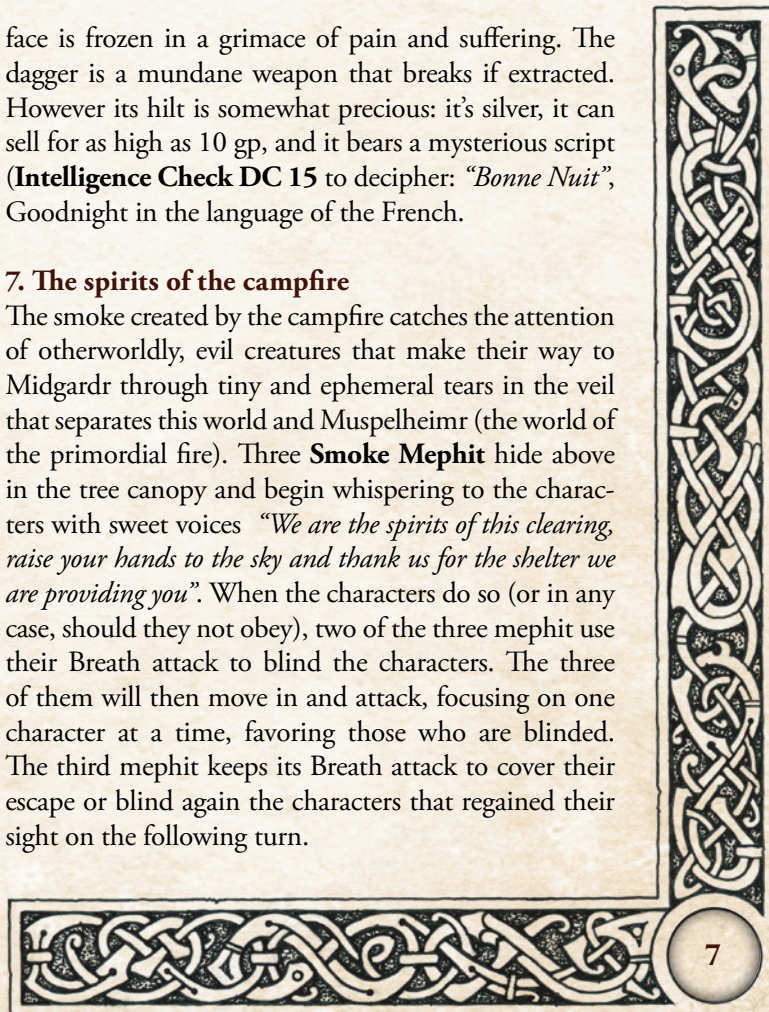 face is frozen in a grimace of pain and suffering. The
dagger is a mundane weapon that breaks if extracted.
However its hilt is somewhat precious: it’s silver, it can
sell for as high as 10 gp, and it bears a mysterious script
(Intelligence Check DC 15 to decipher: “Bonne Nuit”,
Goodnight in the language of the French.
7. The spirits of the campfire
The smoke created by the campfire catches the attention
of otherworldly, evil creatures that make their way to
Midgardr through tiny and ephemeral tears in the veil
that separates this world and Muspelheimr (the world of
the primordial fire). Three Smoke Mephit hide above
in the tree canopy and begin whispering to the charac-
ters with sweet voices “We are the spirits of this clearing,
raise your hands to the sky and thank us for the shelter we
are providing you”. When the characters do so (or in any
case, should they not obey), two of the three mephit use
their Breath attack to blind the characters. The three
of them will then move in and attack, focusing on one
character at a time, favoring those who are blinded.
The third mephit keeps its Breath attack to cover their
escape or blind again the characters that regained their
sight on the following turn.
7